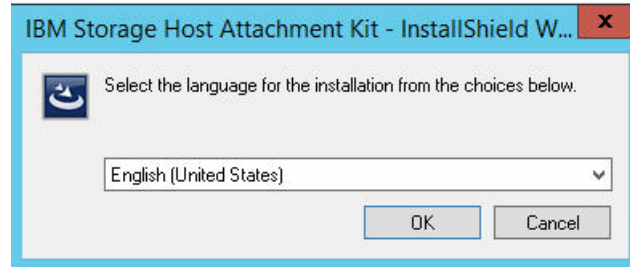 IBM Storage Host Attachment Kit - InstallShield W...
x
Select the language for the installation from the choices below.
English (United States)
OK Cancel